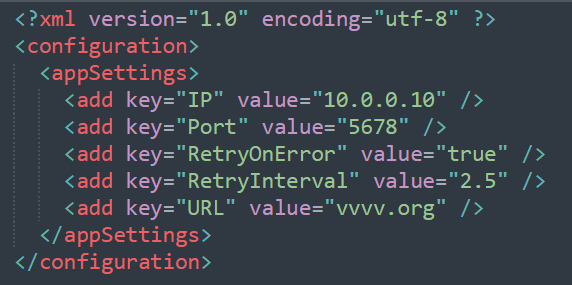 <?xml version="1.0" encoding="utf-8" ?>
<configuration>
  <appSettings>
    <add key="IP" value="10.0.0.10" />
    <add key="Port" value="5678" />
    <add key="RetryOnError" value="true" />
    <add key="RetryInterval" value="2.5" />
    <add key="URL" value="vvvv.org" />
  </appSettings>
</configuration>